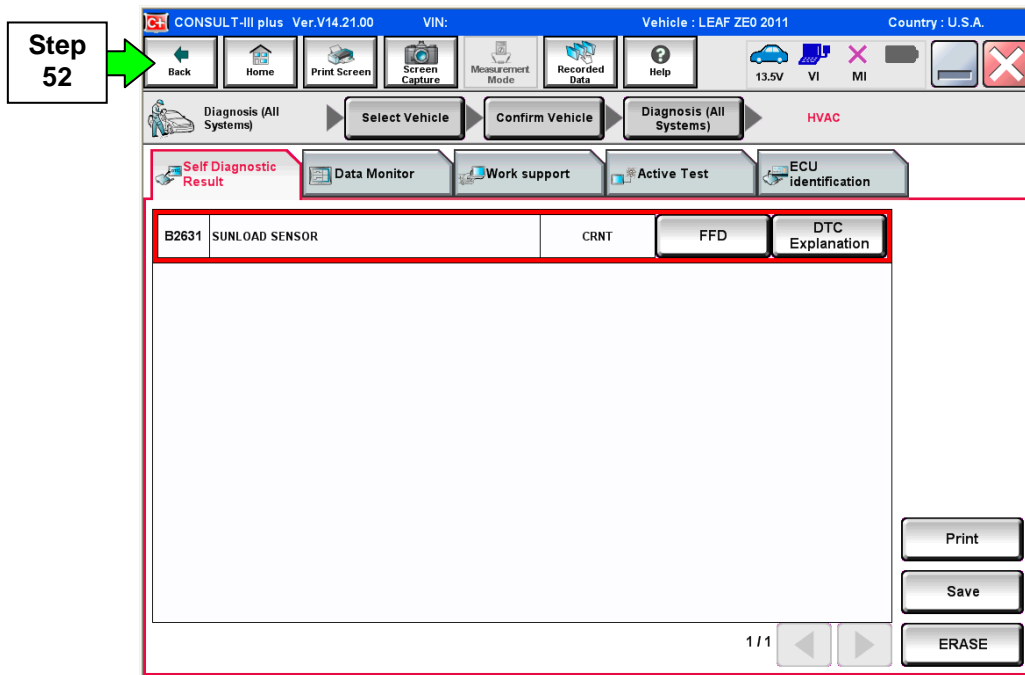 Step
52
C+ CONSULT-III plus Ver.V14.21.00 VIN: Vehicle : LEAF ZE0 2011 Country : U.S.A.
Back
Home
Print Screen
Screen
Capture
Measurement
Mode
Recorded
Data
Help
13.5V
VI
MI
Diagnosis (All
Systems)
Select Vehicle
Confirm Vehicle
Diagnosis (All
Systems)
HVAC
Self Diagnostic
Result
Data Monitor
Work support
Active Test
ECU
identification
B2631 SUNLOAD SENSOR CRNT FFD
DTC
Explanation
Print
Save
1/1
ERASE